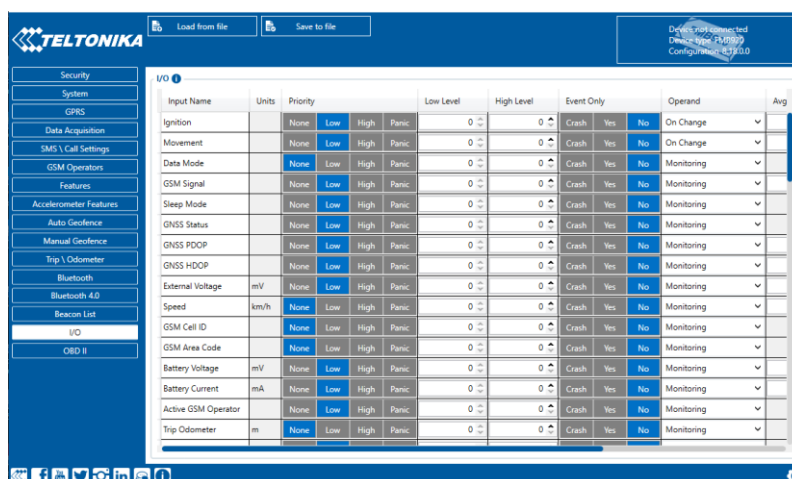 TELTONIKA
Load from file
Save to file
Device not connected
Device type: FMB920
Configuration: 8.18.0.0
Security
System
GPRS
Data Acquisition
SMS \ Call Settings
GSM Operators
Features
Accelerometer Features
Auto Geofence
Manual Geofence
Trip \ Odometer
Bluetooth
Bluetooth 4.0
Beacon List
I/O
OBD II
I/O
Input Name Units Priority Low Level High Level Event Only Operand Avg
Ignition None Low High Panic 0 0 Crash Yes No On Change
Movement None Low High Panic 0 0 Crash Yes No On Change
Data Mode None Low High Panic 0 0 Crash Yes No Monitoring
GSM Signal None Low High Panic 0 0 Crash Yes No Monitoring
Sleep Mode None Low High Panic 0 0 Crash Yes No Monitoring
GNSS Status None Low High Panic 0 0 Crash Yes No Monitoring
GNSS PDOP None Low High Panic 0 0 Crash Yes No Monitoring
GNSS HDOP None Low High Panic 0 0 Crash Yes No Monitoring
External Voltage mV None Low High Panic 0 0 Crash Yes No Monitoring
Speed km/h None Low High Panic 0 0 Crash Yes No Monitoring
GSM Cell ID None Low High Panic 0 0 Crash Yes No Monitoring
GSM Area Code None Low High Panic 0 0 Crash Yes No Monitoring
Battery Voltage mV None Low High Panic 0 0 Crash Yes No Monitoring
Battery Current mA None Low High Panic 0 0 Crash Yes No Monitoring
Active GSM Operator None Low High Panic 0 0 Crash Yes No Monitoring
Trip Odometer m None Low High Panic 0 0 Crash Yes No Monitoring